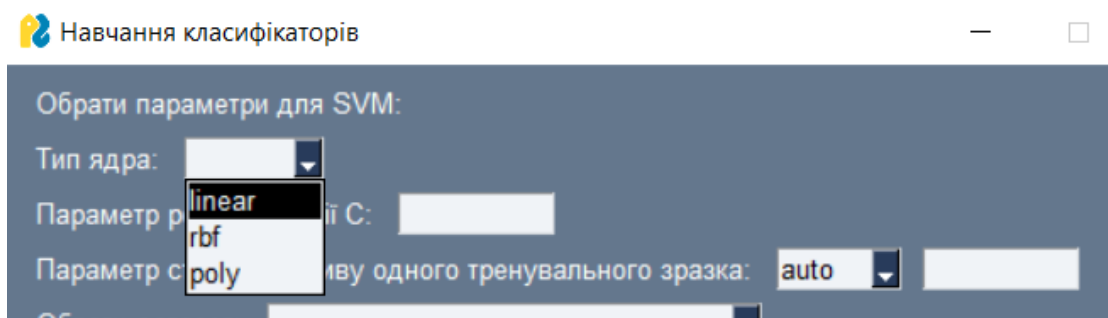 Навчання класифікаторів
Обрати параметри для SVM:
Тип ядра:
linear
Параметр ії C:
rbf
Параметр иву одного тренувального зразка: auto
poly